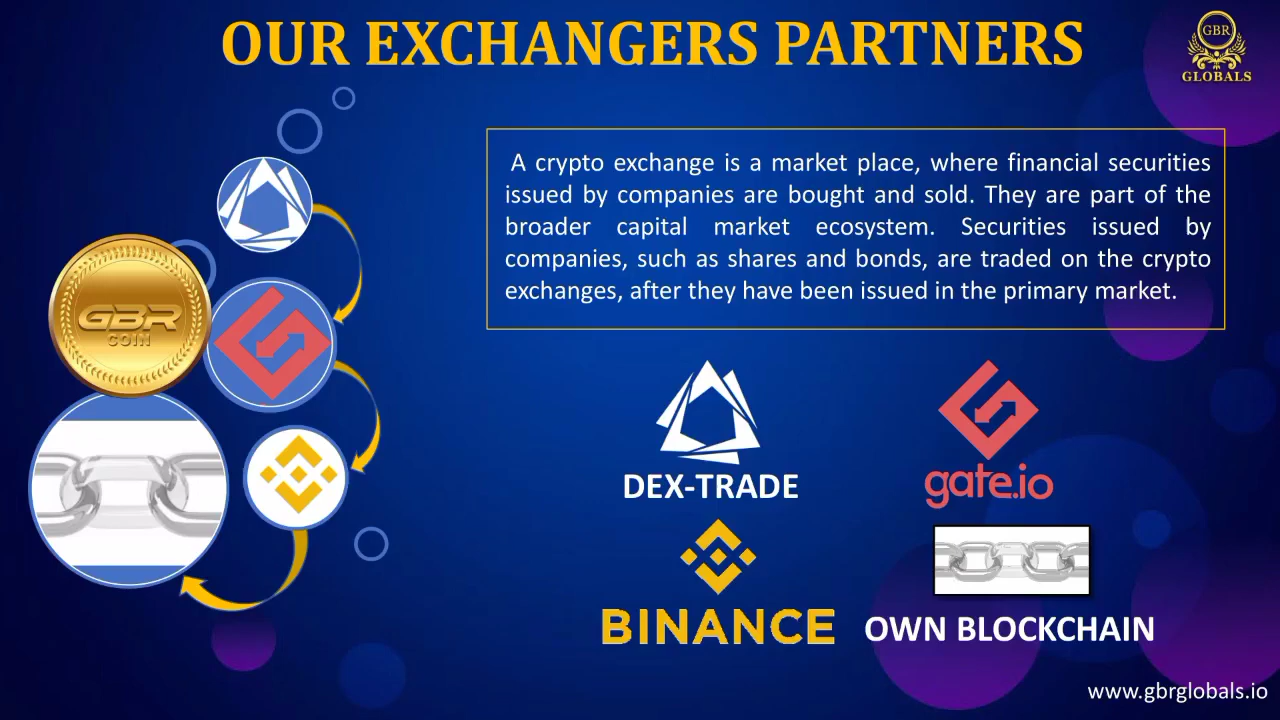 OUR EXCHANGERS PARTNERS
GBR
GLOBALS
A crypto exchange is a market place, where financial securities
issued by companies are bought and sold. They are part of the
broader capital market ecosystem. Securities issued by
companies, such as shares and bonds, are traded on the crypto
exchanges, after they have been issued in the primary market.
GBR
COIN
DEX-TRADE
gate.io
BINANCE
OWN BLOCKCHAIN
www.gbrglobals.io